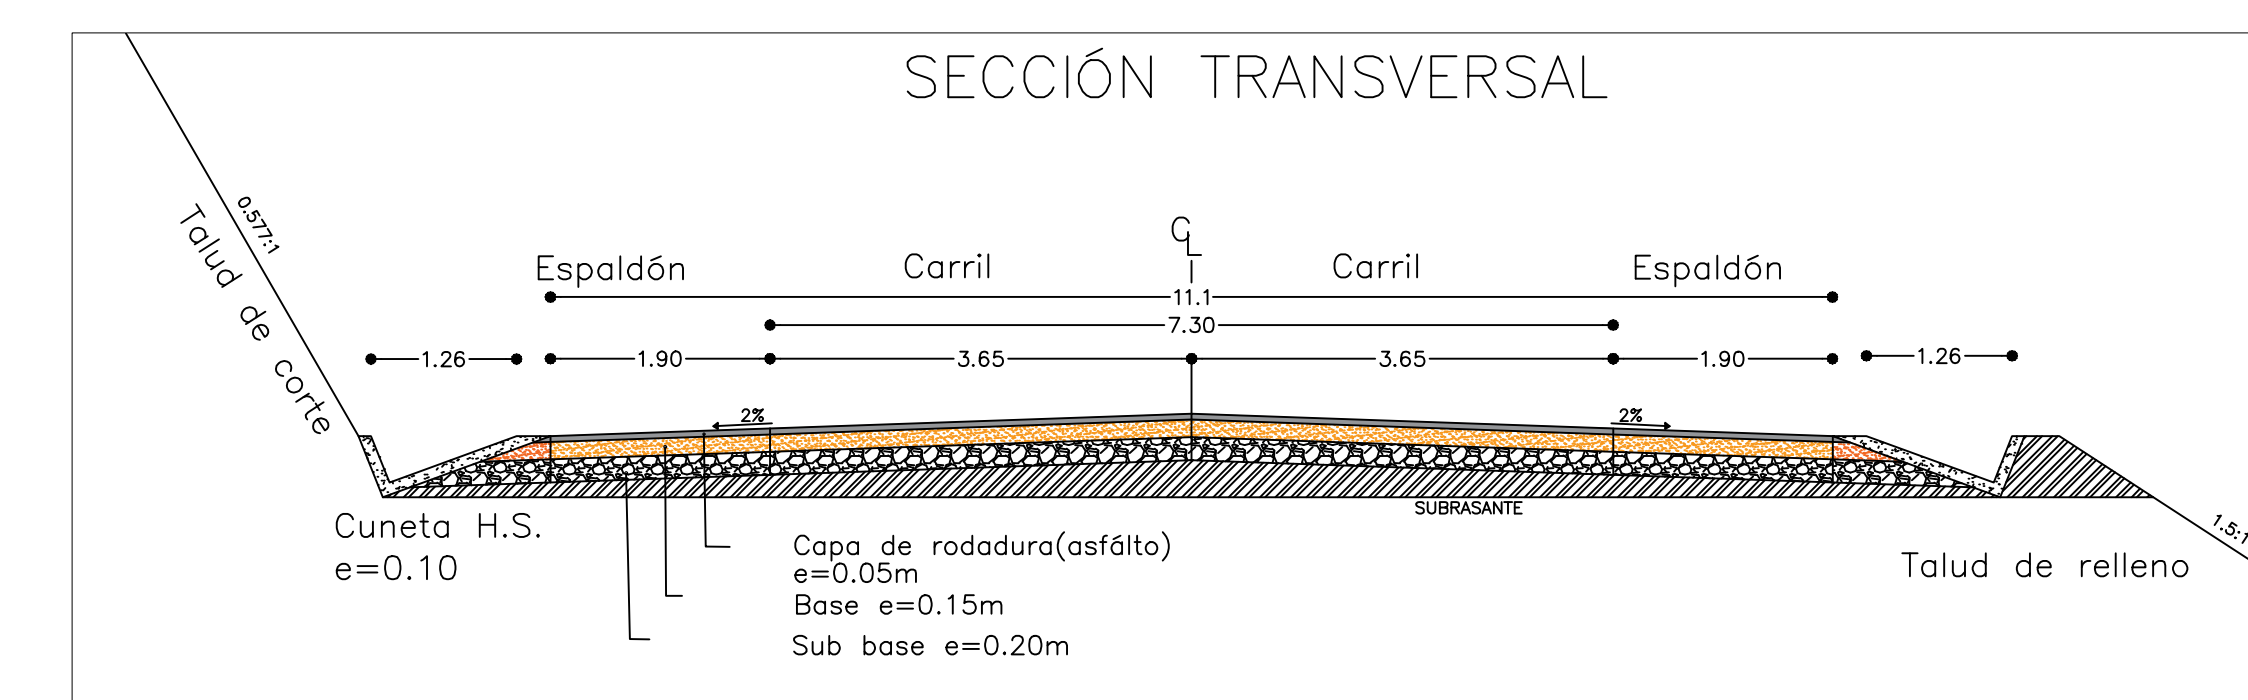 SECCIÓN TRANSVERSAL
0.577:1
Talud de corte
CL
Espaldón
Carril
Carril
Espaldón
11.1
7.30
1.26
1.90
3.65
3.65
1.90
1.26
2%
2%
SUBRASANTE
Cuneta H.S.
e=0.10
Capa de rodadura(asfálto)
e=0.05m
Base e=0.15m
Sub base e=0.20m
1.5:1
Talud de relleno